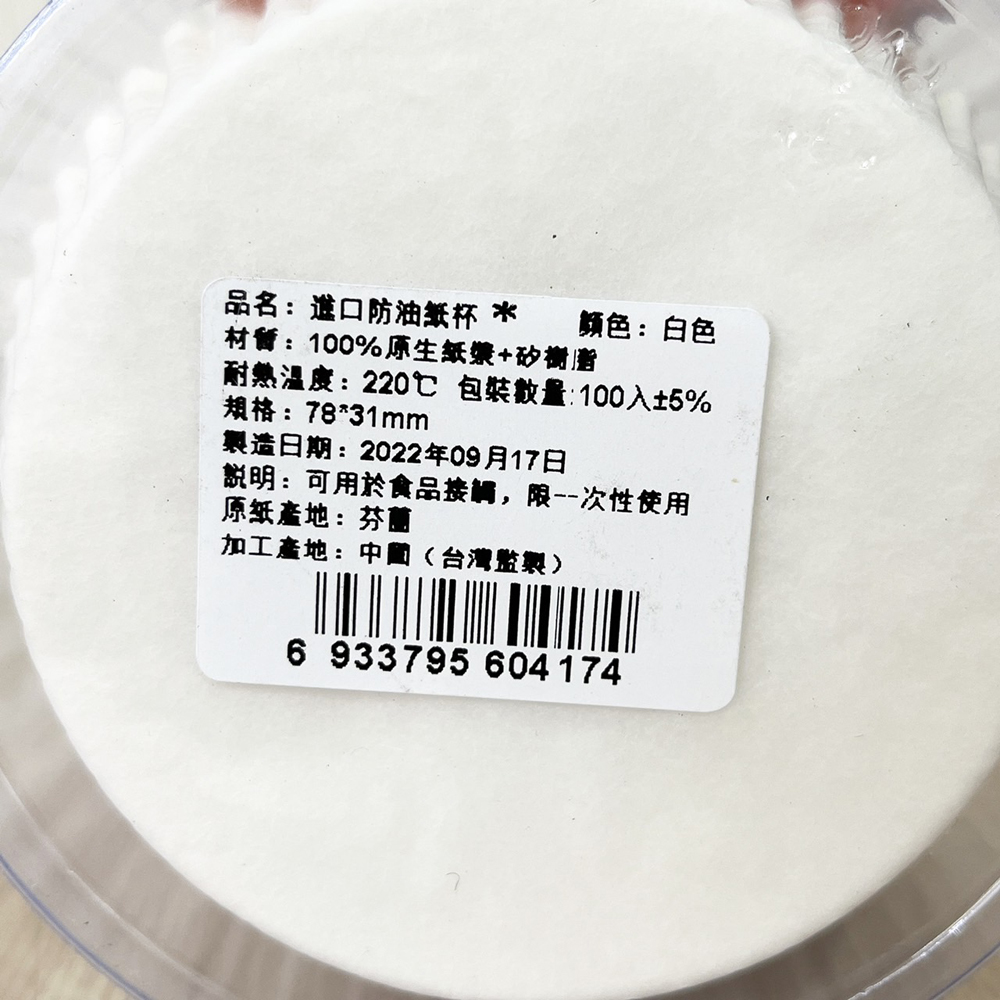 品名：進口防油紙杯 * 顏色：白色
材質：100%原生紙漿+矽樹脂
耐熱溫度：220℃ 包裝數量:100入±5%
規格：78*31mm
製造日期：2022年09月17日
說明：可用於食品接觸，限一次性使用
原紙產地：芬蘭
加工產地：中國（台灣監製）
6 933795 604174